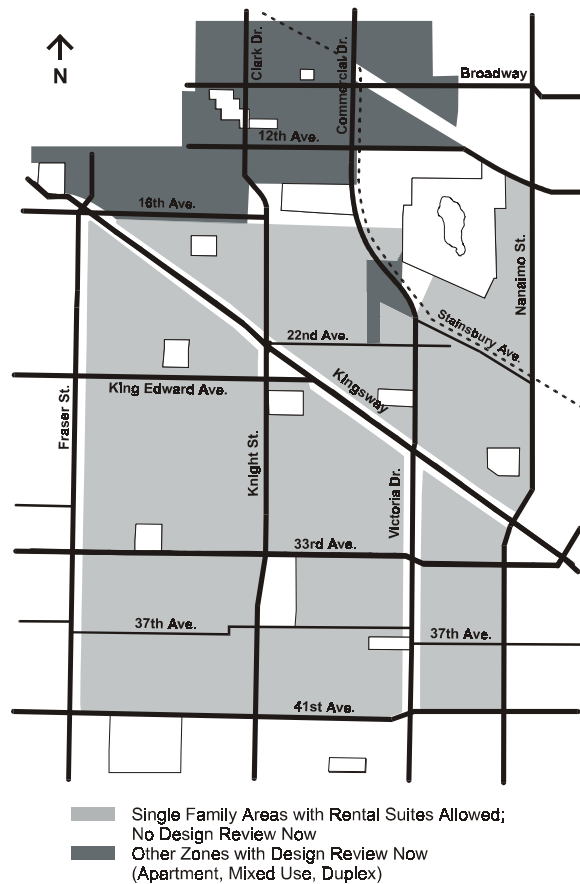 Clark Dr.
Commercial Dr.
N
Broadway
12th Ave.
16th Ave.
Nanaimo St.
Stainsbury Ave.
22nd Ave.
King Edward Ave.
Kingsway
Fraser St.
Knight St.
Victoria Dr.
33rd Ave.
37th Ave.
37th Ave.
41st Ave.
Single Family Areas with Rental Suites Allowed;
No Design Review Now
Other Zones with Design Review Now
(Apartment, Mixed Use, Duplex)